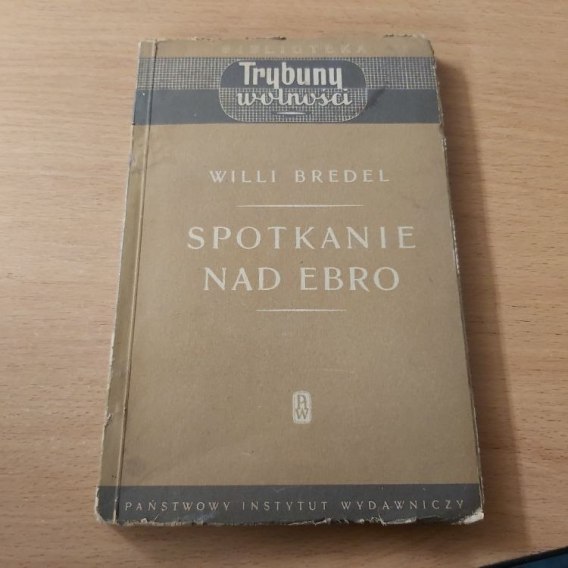 BIBLIOTEKA
Trybuny
wolności
WILLI BREDEL
SPOTKANIE
NAD EBRO
PIW
PAŃSTWOWY INSTYTUT WYDAWNICZY